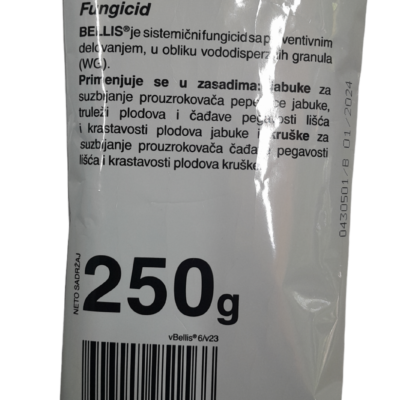 Fungicid
BELLIS® je sistemični fungicid sa preventivnim
delovanjem, u obliku vododisperznih granula
(WG).
Primenjuje se u zasadima: jabuke za
suzbijanje prouzrokovača pepelnice jabuke,
truleži plodova i čađave pegavosti lišća
i krastavosti plodova jabuke i kruške za
suzbijanje prouzrokovača čađave pegavosti
lišća i krastavosti plodova kruške.
0430501/B 01/2024
NETO SADRŽAJ
250g
vBellis® 6/v23